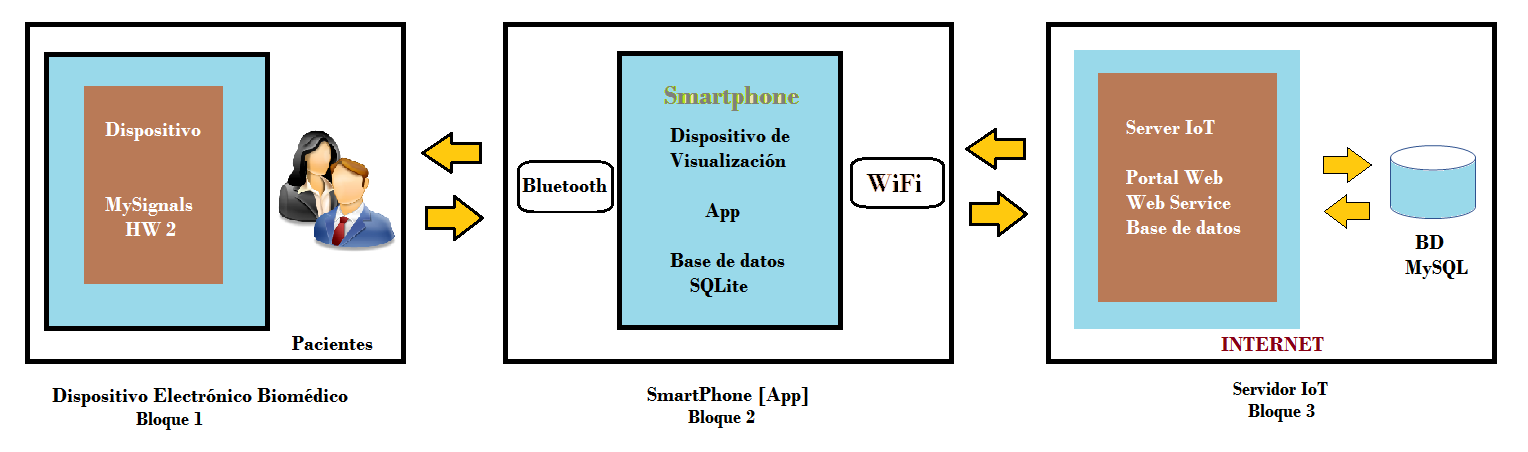 Dispositivo
MySignals
HW 2
Pacientes
Dispositivo Electrónico Biomédico
Bloque 1
Bluetooth
Smartphone
Dispositivo de
Visualización
App
Base de datos
SQLite
WiFi
SmartPhone [App]
Bloque 2
Server IoT
Portal Web
Web Service
Base de datos
INTERNET
BD
MySQL
Servidor IoT
Bloque 3